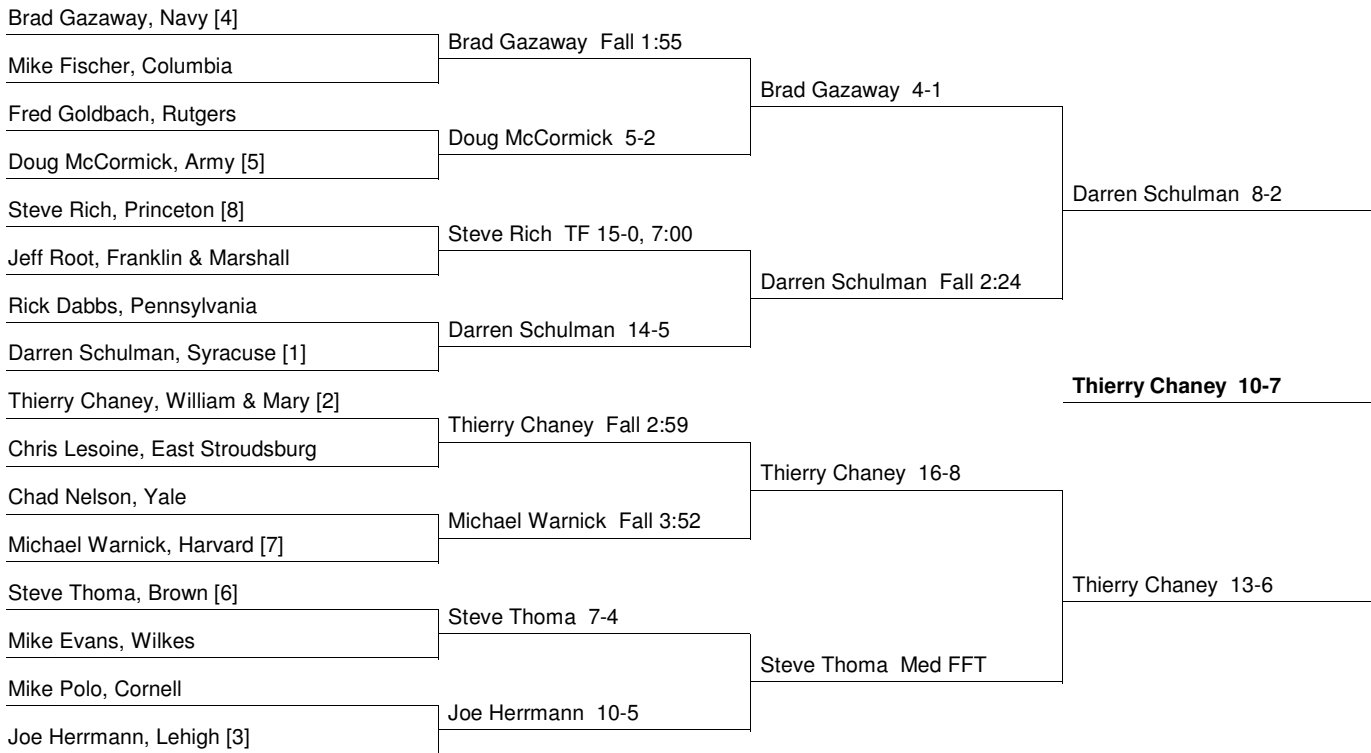 Brad Gazaway, Navy [4]
Brad Gazaway Fall 1:55
Mike Fischer, Columbia
Brad Gazaway 4-1
Fred Goldbach, Rutgers
Doug McCormick 5-2
Doug McCormick, Army [5]
Darren Schulman 8-2
Steve Rich, Princeton [8]
Steve Rich TF 15-0, 7:00
Jeff Root, Franklin & Marshall
Darren Schulman Fall 2:24
Rick Dabbs, Pennsylvania
Darren Schulman 14-5
Darren Schulman, Syracuse [1]
Thierry Chaney 10-7
Thierry Chaney, William & Mary [2]
Thierry Chaney Fall 2:59
Chris Lesoine, East Stroudsburg
Thierry Chaney 16-8
Chad Nelson, Yale
Michael Warnick Fall 3:52
Michael Warnick, Harvard [7]
Thierry Chaney 13-6
Steve Thoma, Brown [6]
Steve Thoma 7-4
Mike Evans, Wilkes
Steve Thoma Med FFT
Mike Polo, Cornell
Joe Herrmann 10-5
Joe Herrmann, Lehigh [3]